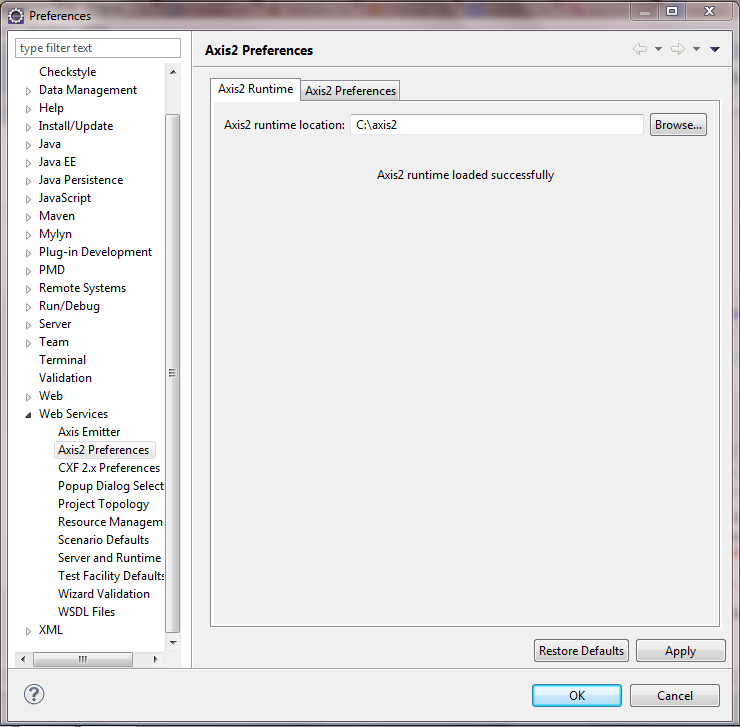 Preferences
type filter text
Checkstyle
Data Management
Help
Install/Update
Java
Java EE
Java Persistence
JavaScript
Maven
Mylyn
Plug-in Development
PMD
Remote Systems
Run/Debug
Server
Team
Terminal
Validation
Web
Web Services
Axis Emitter
Axis2 Preferences
CXF 2.x Preferences
Popup Dialog Select
Project Topology
Resource Managem
Scenario Defaults
Server and Runtime
Test Facility Defaults
Wizard Validation
WSDL Files
XML
Axis2 Preferences
Axis2 Runtime Axis2 Preferences
Axis2 runtime location: C:\axis2 Browse...
Axis2 runtime loaded successfully
Restore Defaults Apply
? OK Cancel